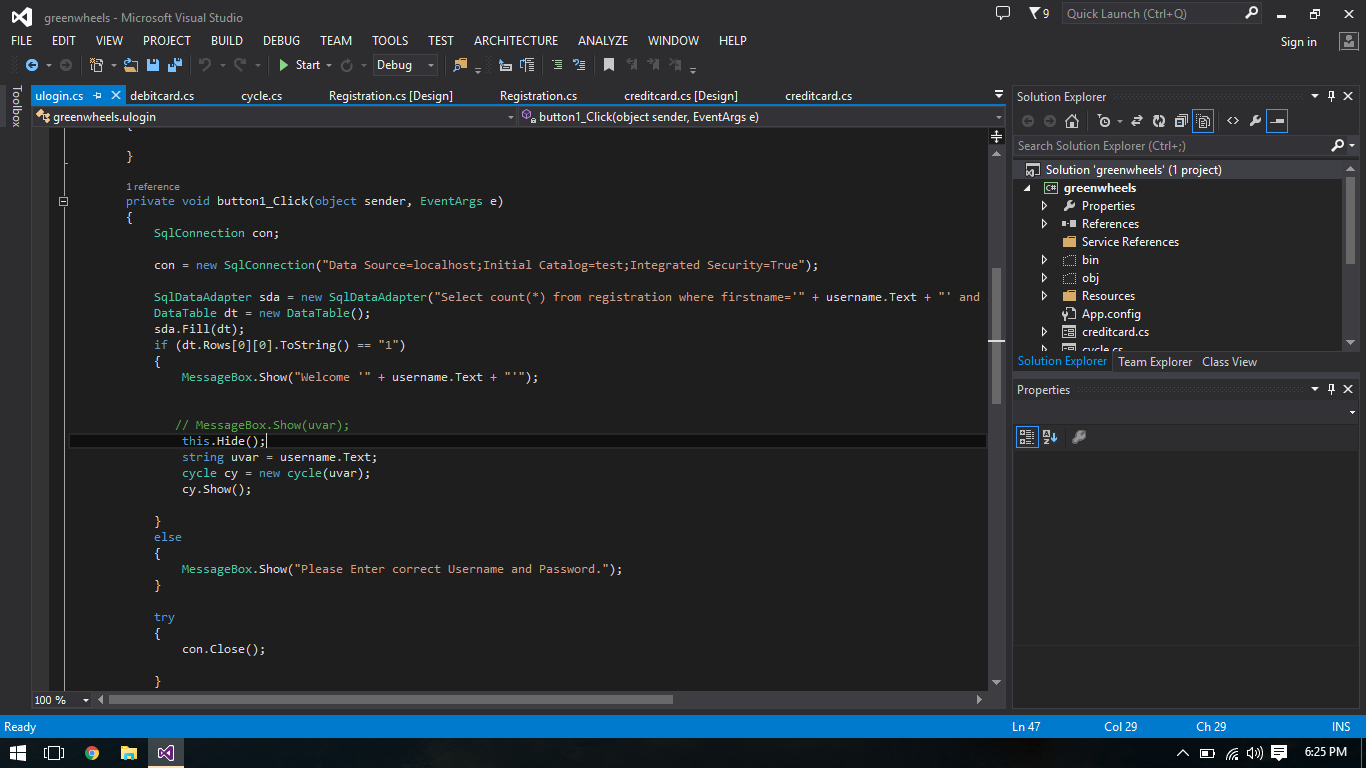 greenwheels - Microsoft Visual Studio
9
Quick Launch (Ctrl+Q)
FILE EDIT VIEW PROJECT BUILD DEBUG TEAM TOOLS TEST ARCHITECTURE ANALYZE WINDOW HELP
Sign in
Start
Debug
Toolbox
ulogin.cs debitcard.cs cycle.cs Registration.cs [Design] Registration.cs creditcard.cs [Design] creditcard.cs
greenwheels.ulogin
button1_Click(object sender, EventArgs e)
{
}
1 reference
private void button1_Click(object sender, EventArgs e)
{
SqlConnection con;
con = new SqlConnection("Data Source=localhost;Initial Catalog=test;Integrated Security=True");
SqlDataAdapter sda = new SqlDataAdapter("Select count(*) from registration where firstname='" + username.Text + "' and
DataTable dt = new DataTable();
sda.Fill(dt);
if (dt.Rows[0][0].ToString() == "1")
{
MessageBox.Show("Welcome '" + username.Text + "'");
// MessageBox.Show(uvar);
this.Hide();
string uvar = username.Text;
cycle cy = new cycle(uvar);
cy.Show();
}
else
{
MessageBox.Show("Please Enter correct Username and Password.");
}
try
{
con.Close();
}
100 %
Solution Explorer
Search Solution Explorer (Ctrl+;)
Solution 'greenwheels' (1 project)
C# greenwheels
Properties
References
Service References
bin
obj
Resources
App.config
creditcard.cs
cycle.cs
Solution Explorer Team Explorer Class View
Properties
Ready
Ln 47 Col 29 Ch 29 INS
6:25 PM